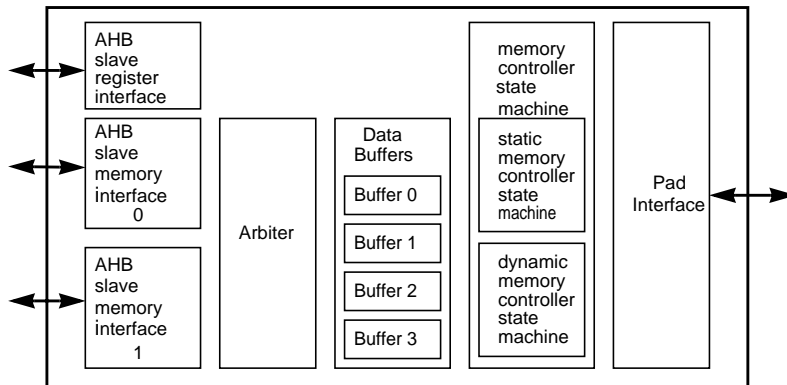 AHB
slave
register
interface
AHB
slave
memory
interface
0
AHB
slave
memory
interface
1
Arbiter
Data
Buffers
Buffer 0
Buffer 1
Buffer 2
Buffer 3
memory
controller
state
machine
static
memory
controller
state
machine
dynamic
memory
controller
state
machine
Pad
Interface